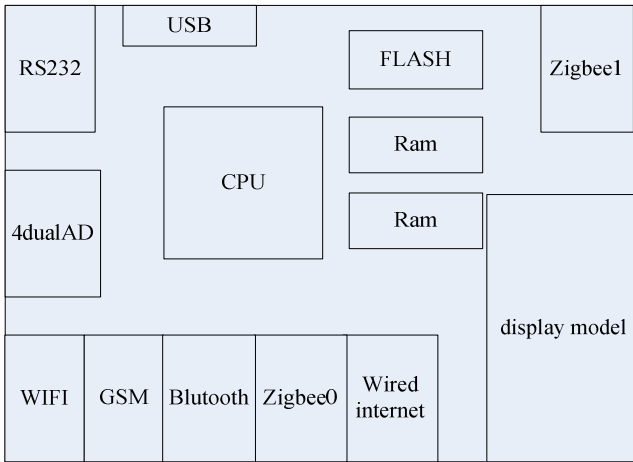 USB
RS232
FLASH
Zigbee1
Ram
CPU
Ram
4dualAD
display model
WIFI
GSM
Blutooth
Zigbee0
Wired
internet